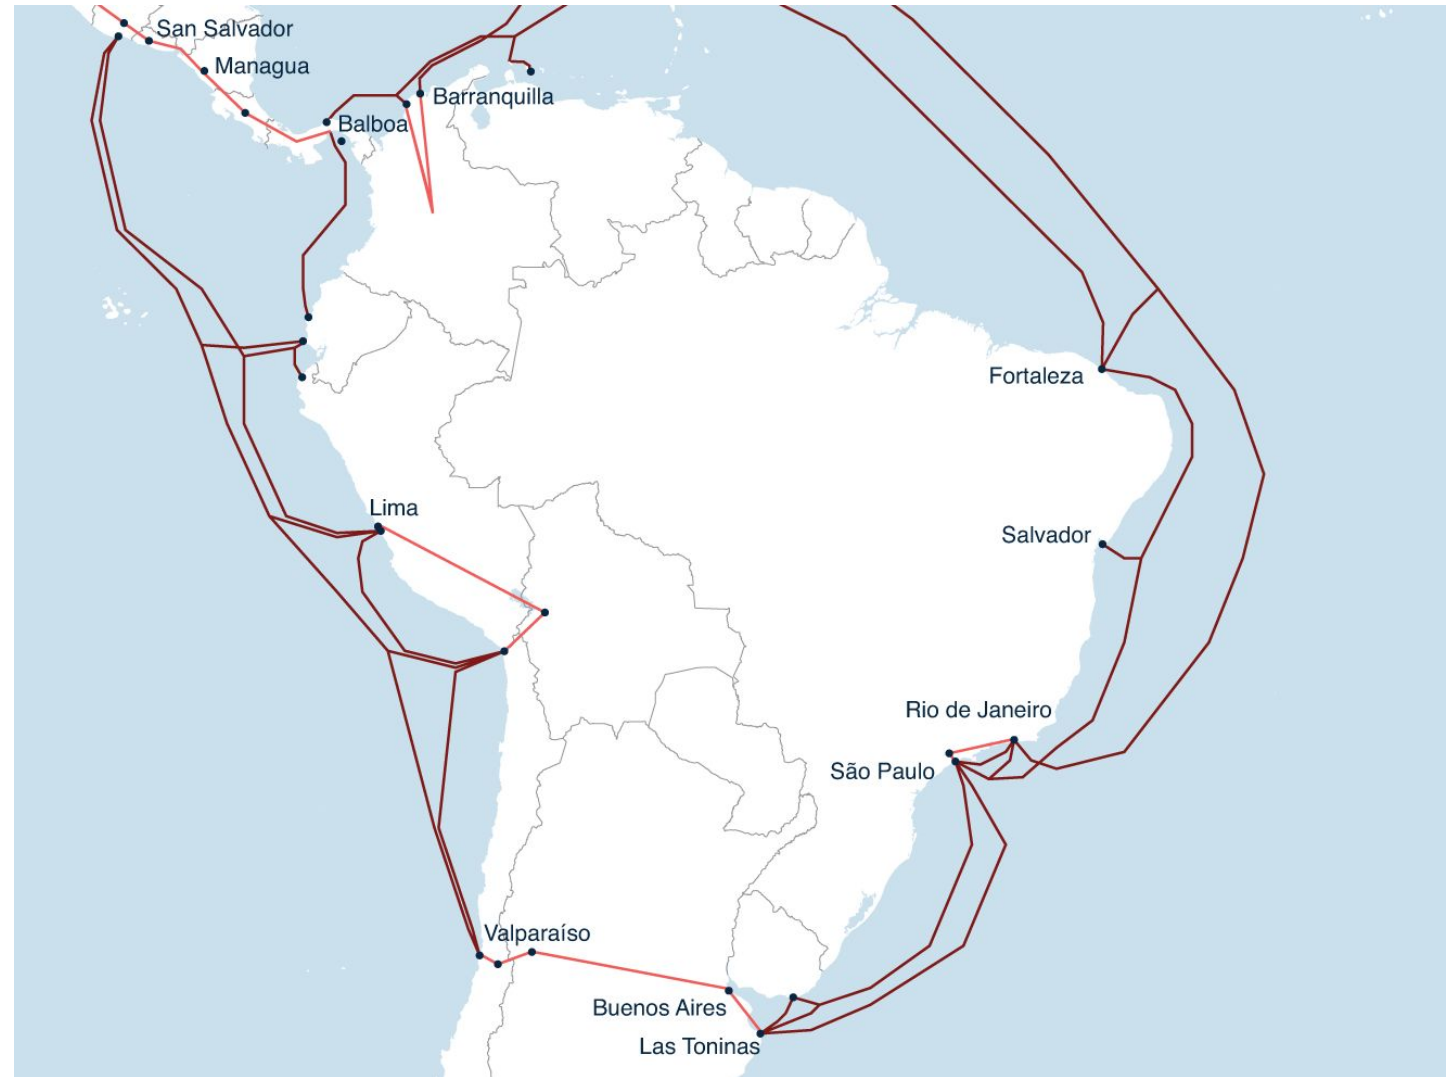 San Salvador
Managua
Barranquilla
Balboa
Fortaleza
Lima
Salvador
Rio de Janeiro
São Paulo
Valparaíso
Buenos Aires
Las Toninas